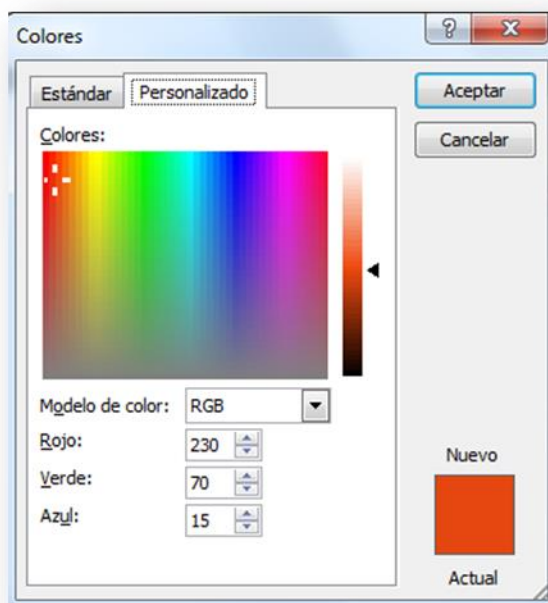 Colores
Estándar
Personalizado
Aceptar
Colores:
Cancelar
Modelo de color: RGB
Rojo: 230
Verde: 70
Azul: 15
Nuevo
Actual